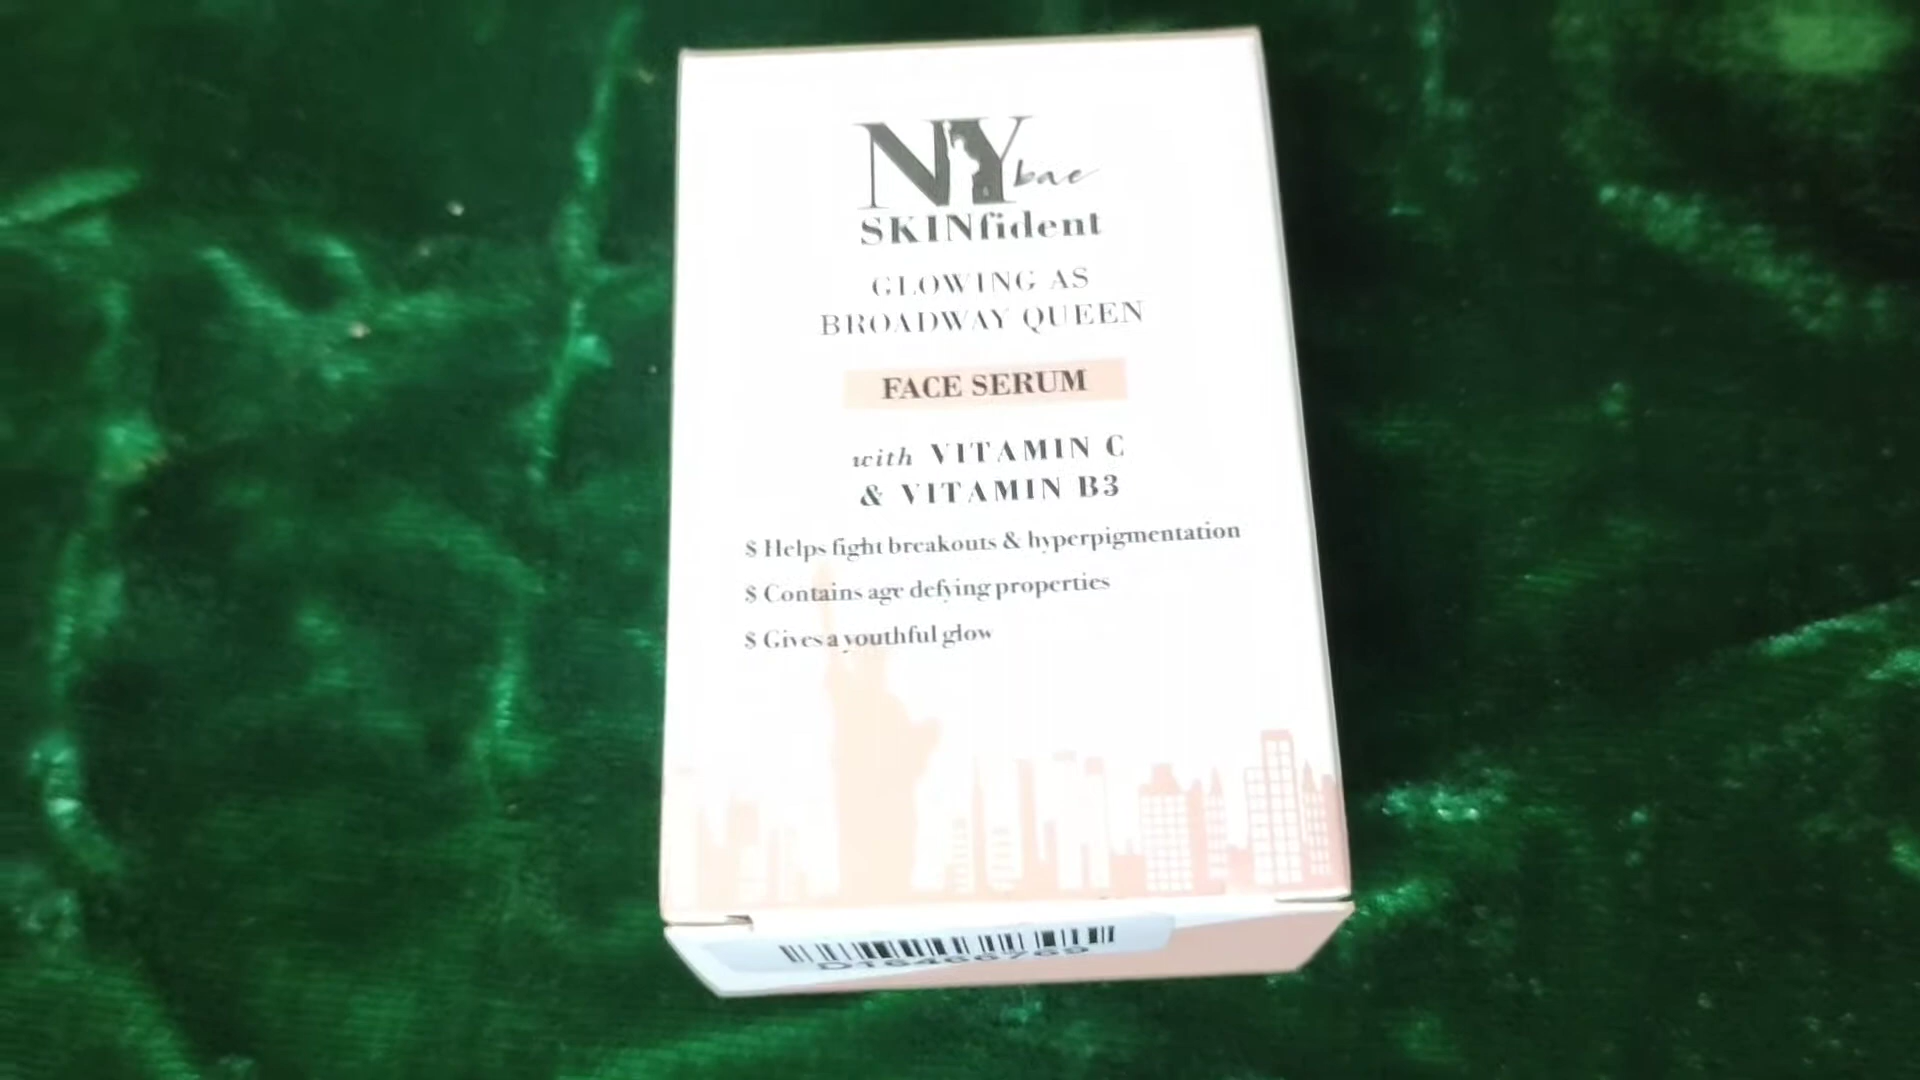 NY bae
SKINfident
GLOWING AS
BROADWAY QUEEN
FACE SERUM
with VITAMIN C
& VITAMIN B3
$ Helps fight breakouts & hyperpigmentation
$ Contains age defying properties
$ Gives a youthful glow